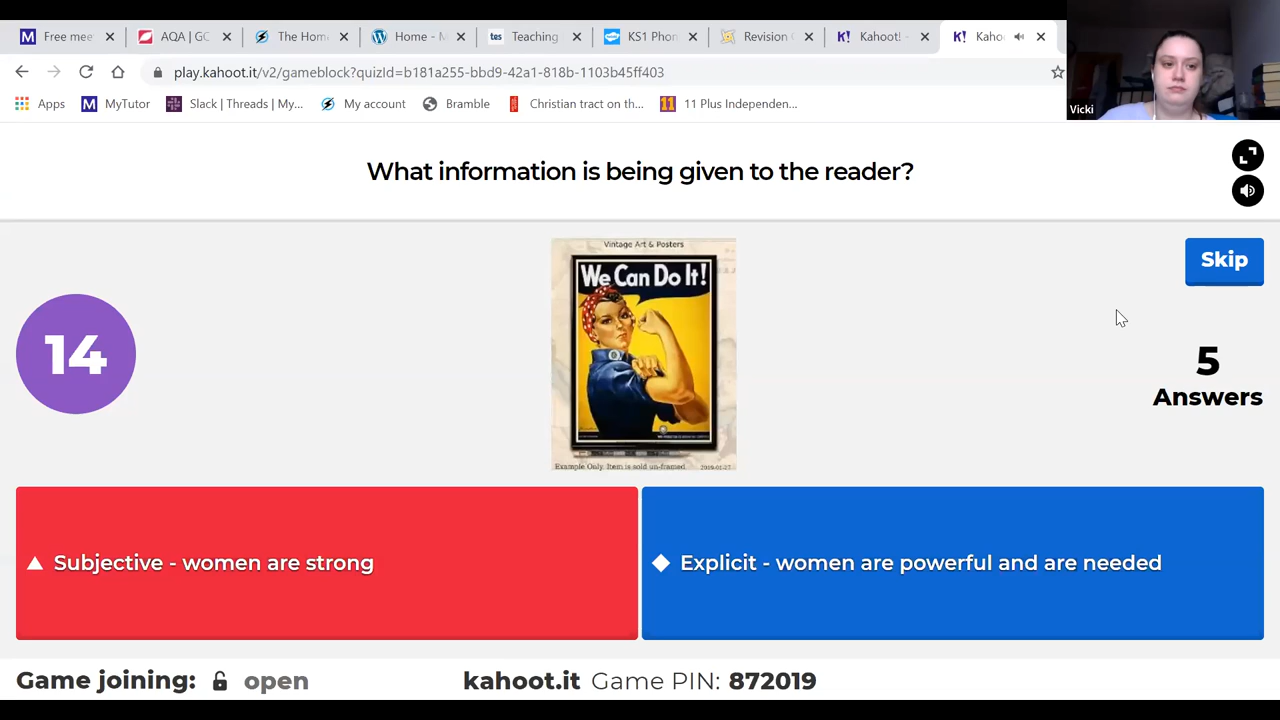 Free mee
AQA | GC
The Hom
Home - M
Teaching
KS1 Phon
Revision
Kahoot! -
Kaho
play.kahoot.it/v2/gameblock?quizId=b181a255-b0d9-42a1-818b-1103b45ff403
Apps
MyTutor
Slack | Threads | My...
My account
Bramble
Christian tract on th...
11 Plus Independen...
Vicki
What information is being given to the reader?
Skip
14
Vintage Art & Posters
We Can Do It!
Example Only. Item is sold un-framed.
2019-01-27
5
Answers
Subjective - women are strong
Explicit - women are powerful and are needed
Game joining: open
kahoot.it Game PIN: 872019